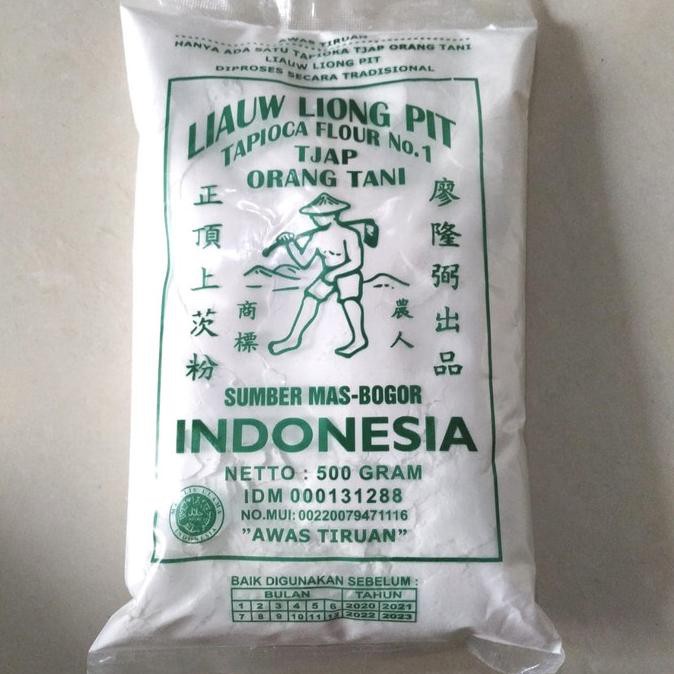 AWAS TIRUAN
HANYA ADA SATU TAPIOKA TJAP ORANG TANI
LIAUW LIONG PIT
DIPROSES SECARA TRADISIONAL
LIAUW LIONG PIT
TAPIOCA FLOUR No.1
TJAP
ORANG TANI
正頂上茨粉
廖隆弼出品
商標
農人
SUMBER MAS-BOGOR
INDONESIA
NETTO : 500 GRAM
IDM 000131288
NO.MUI: 00220079471116
"AWAS TIRUAN"
MAJELIS ULAMA INDONESIA
BAIK DIGUNAKAN SEBELUM :
BULAN TAHUN
1 2 3 4 5 6 2020 2021
7 8 9 10 11 12 2022 2023